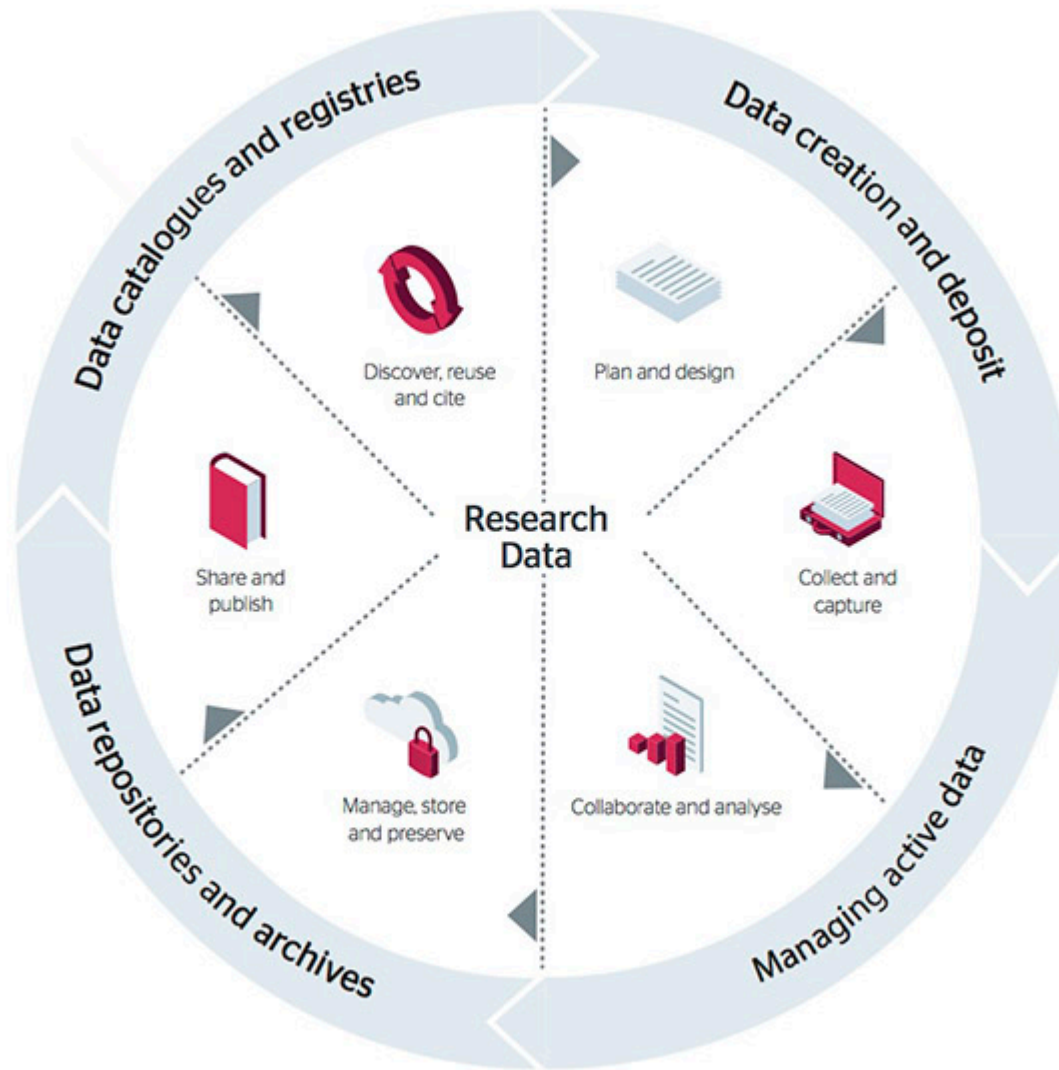 Data catalogues and registries
Data creation and deposit
Discover, reuse
and cite
Plan and design
Research
Data
Share and
publish
Collect and
capture
Manage, store
and preserve
Collaborate and analyse
Data repositories and archives
Managing active data